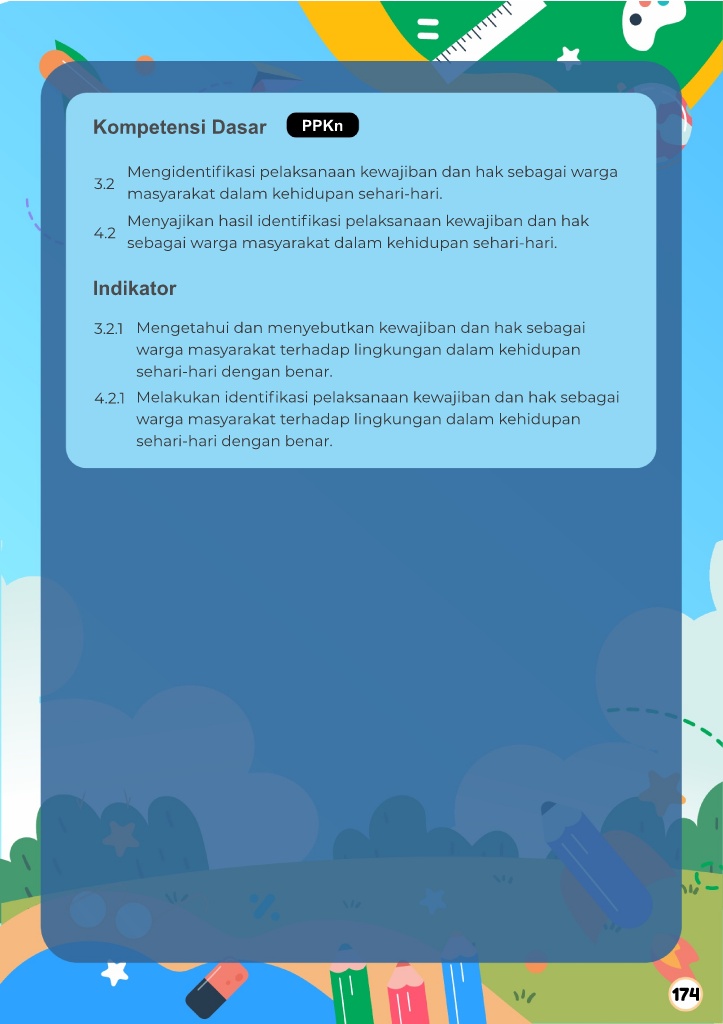 Kompetensi Dasar PPKn
3.2 Mengidentifikasi pelaksanaan kewajiban dan hak sebagai warga
masyarakat dalam kehidupan sehari-hari.
4.2 Menyajikan hasil identifikasi pelaksanaan kewajiban dan hak
sebagai warga masyarakat dalam kehidupan sehari-hari.
Indikator
3.2.1 Mengetahui dan menyebutkan kewajiban dan hak sebagai
warga masyarakat terhadap lingkungan dalam kehidupan
sehari-hari dengan benar.
4.2.1 Melakukan identifikasi pelaksanaan kewajiban dan hak sebagai
warga masyarakat terhadap lingkungan dalam kehidupan
sehari-hari dengan benar.
174